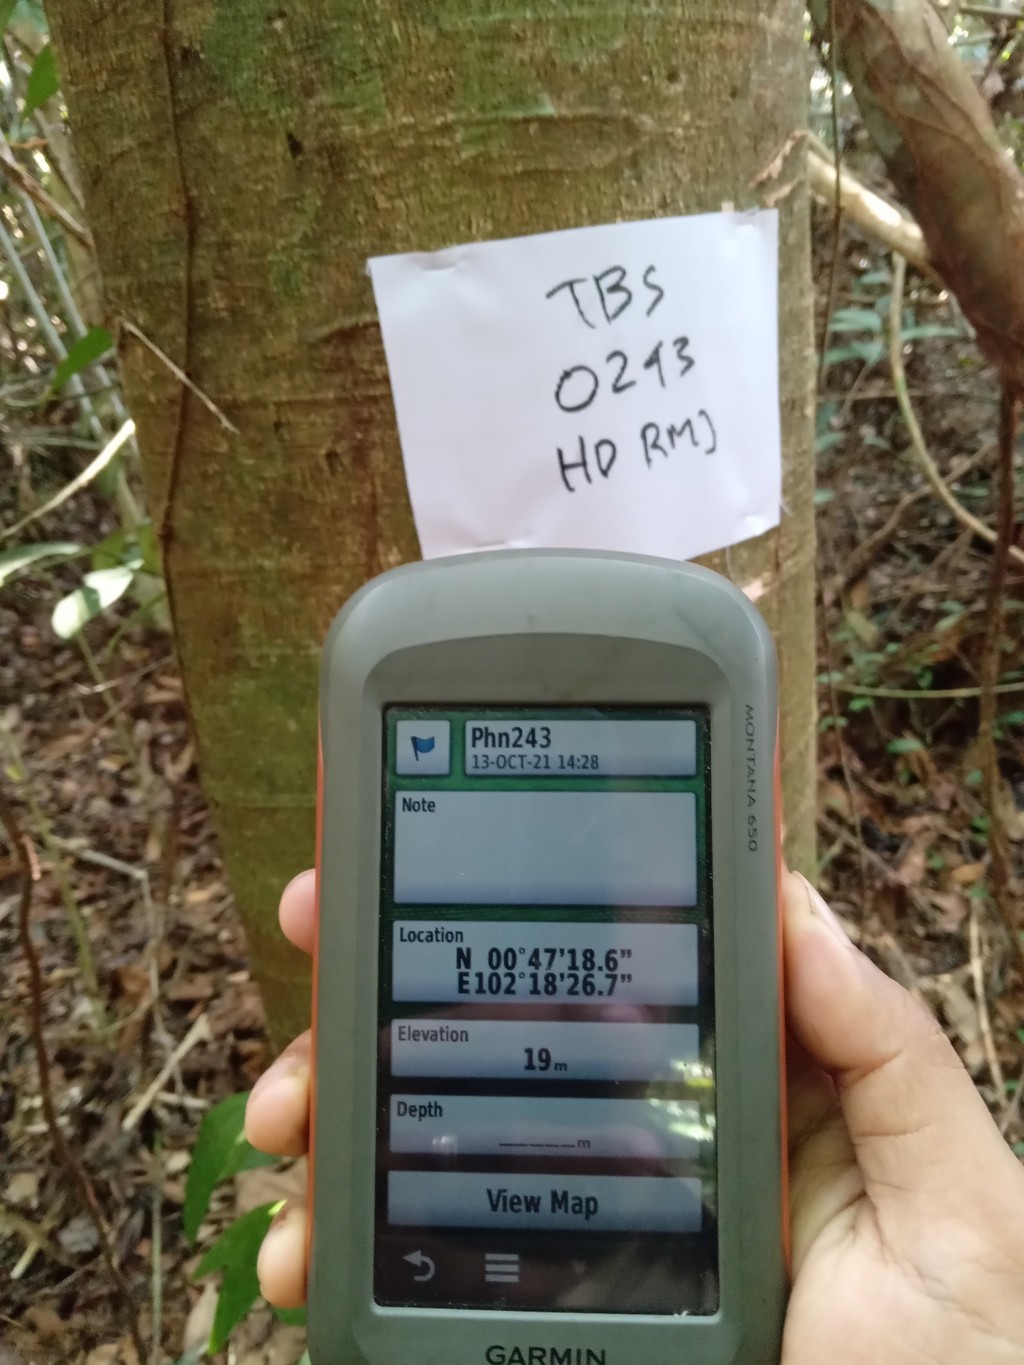 TBS
0243
HD RMJ
MONTANA 650
Phn243
13-OCT-21 14:28
Note
Location
N 00°47'18.6"
E102°18'26.7"
Elevation
19m
Depth
_____m
View Map
GARMIN